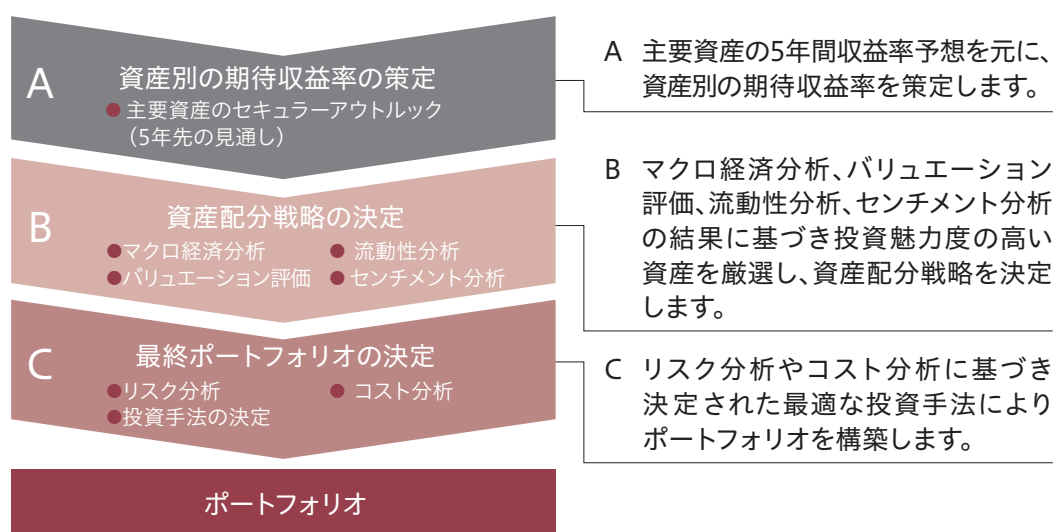 A
資産別の期待収益率の策定
● 主要資産のセキュラーアウトルック
（5年先の見通し）
A 主要資産の5年間収益率予想を元に、
資産別の期待収益率を策定します。
B
資産配分戦略の決定
●マクロ経済分析 ● 流動性分析
●バリュエーション評価 ● センチメント分析
B マクロ経済分析、バリュエーション
評価、流動性分析、センチメント分析
の結果に基づき投資魅力度の高い
資産を厳選し、資産配分戦略を決定
します。
C
最終ポートフォリオの決定
●リスク分析 ● コスト分析
●投資手法の決定
C リスク分析やコスト分析に基づき
決定された最適な投資手法により
ポートフォリオを構築します。
ポートフォリオ